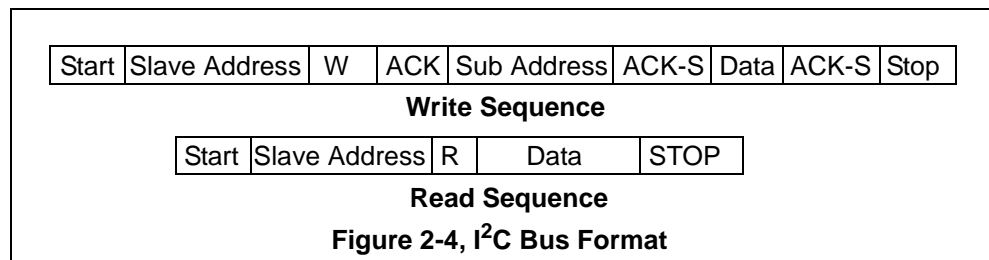 Start Slave Address W ACK Sub Address ACK-S Data ACK-S Stop
Write Sequence
Start Slave Address R Data STOP
Read Sequence
Figure 2-4, I²C Bus Format